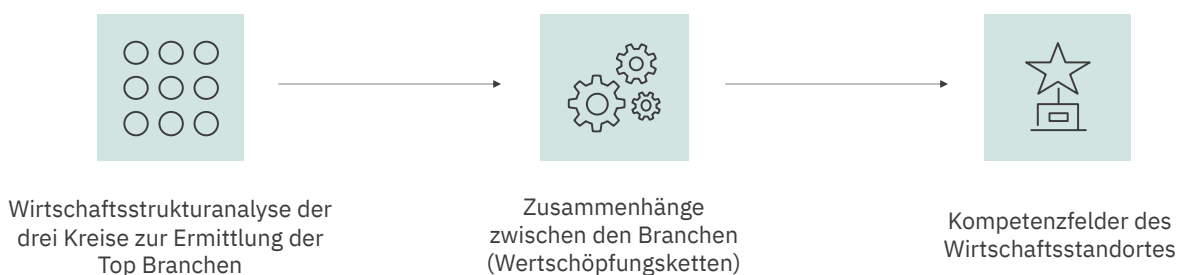 Wirtschaftsstrukturanalyse der
drei Kreise zur Ermittlung der
Top Branchen
Zusammenhänge
zwischen den Branchen
(Wertschöpfungsketten)
Kompetenzfelder des
Wirtschaftsstandortes